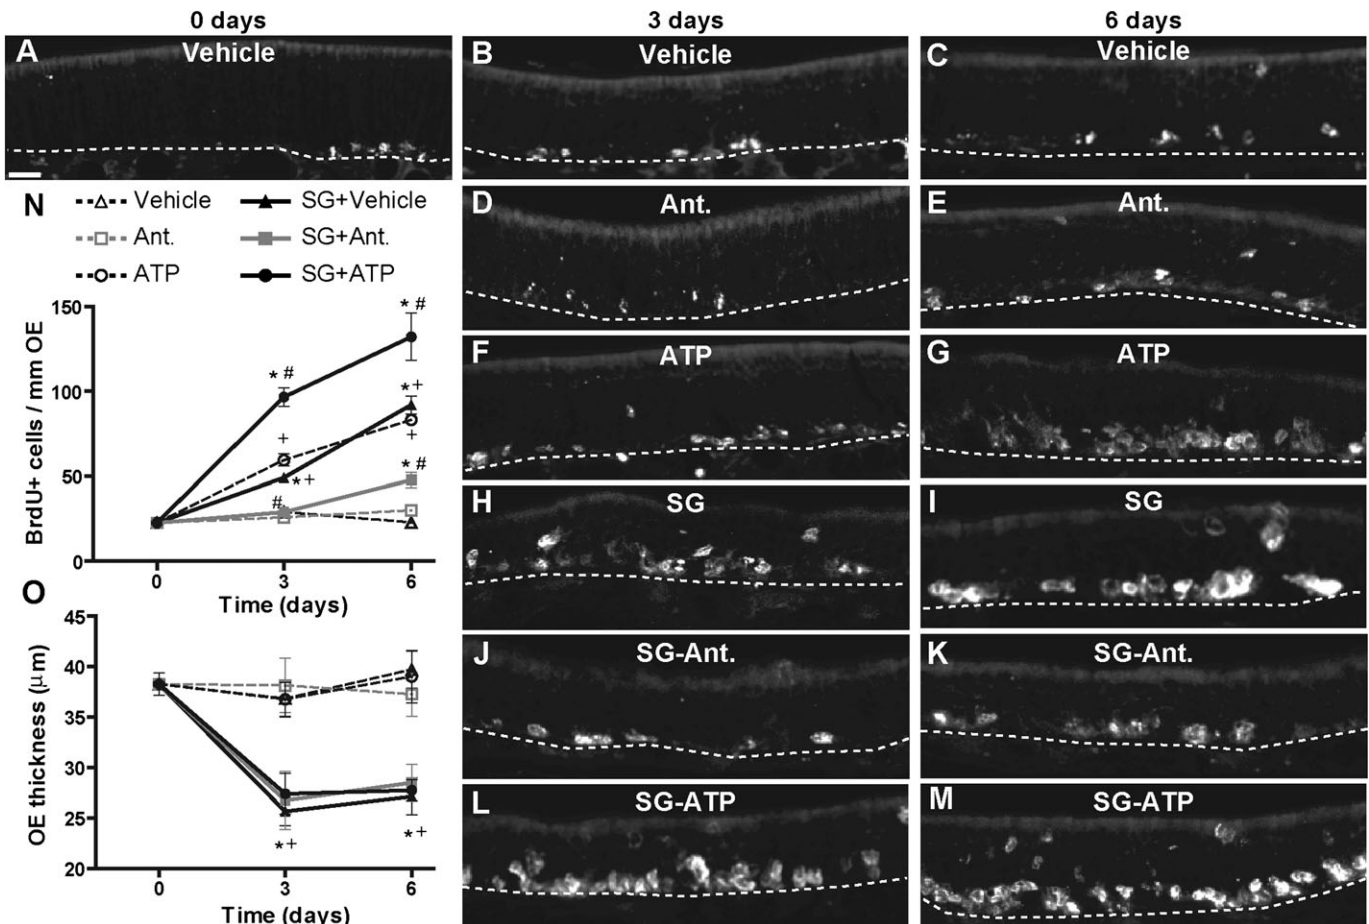 0 days
3 days
6 days
A
Vehicle
B
Vehicle
C
Vehicle
D
Ant.
E
Ant.
F
ATP
G
ATP
H
SG
I
SG
J
SG-Ant.
K
SG-Ant.
L
SG-ATP
M
SG-ATP
N
Vehicle
SG+Vehicle
Ant.
SG+Ant.
ATP
SG+ATP
BrdU+ cells / mm OE
150
100
50
0
* #
* #
* +
+
+
* +
* #
#
0
3
6
Time (days)
O
OE thickness (μm)
45
40
35
30
25
20
* +
* +
0
3
6
Time (days)